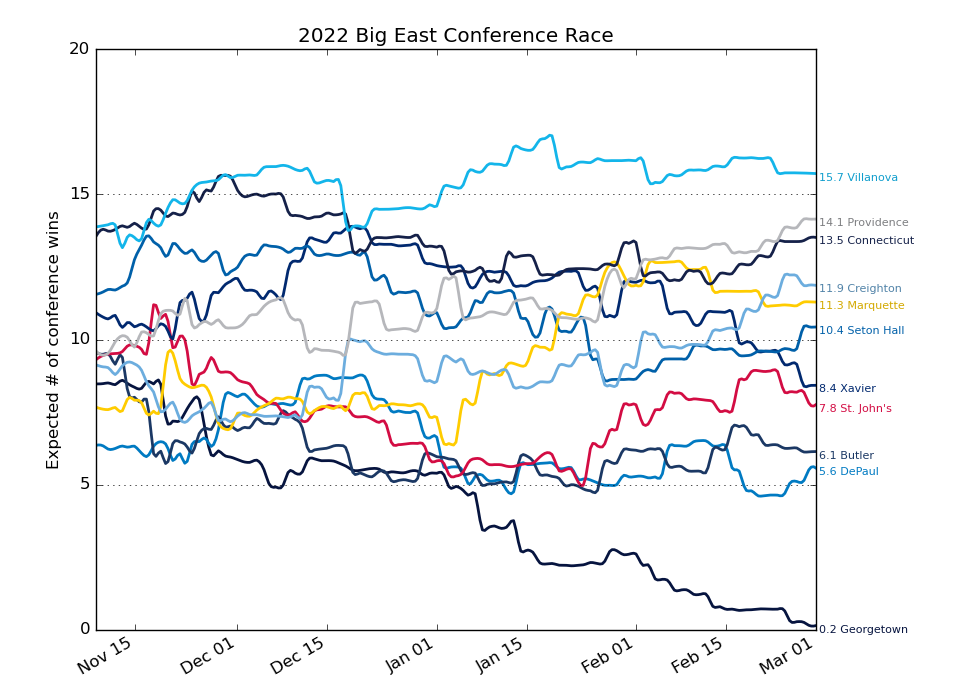 2022 Big East Conference Race
Expected # of conference wins
20
15
10
5
0
15.7 Villanova
14.1 Providence
13.5 Connecticut
11.9 Creighton
11.3 Marquette
10.4 Seton Hall
8.4 Xavier
7.8 St. John's
6.1 Butler
5.6 DePaul
0.2 Georgetown
Nov 15
Dec 01
Dec 15
Jan 01
Jan 15
Feb 01
Feb 15
Mar 01